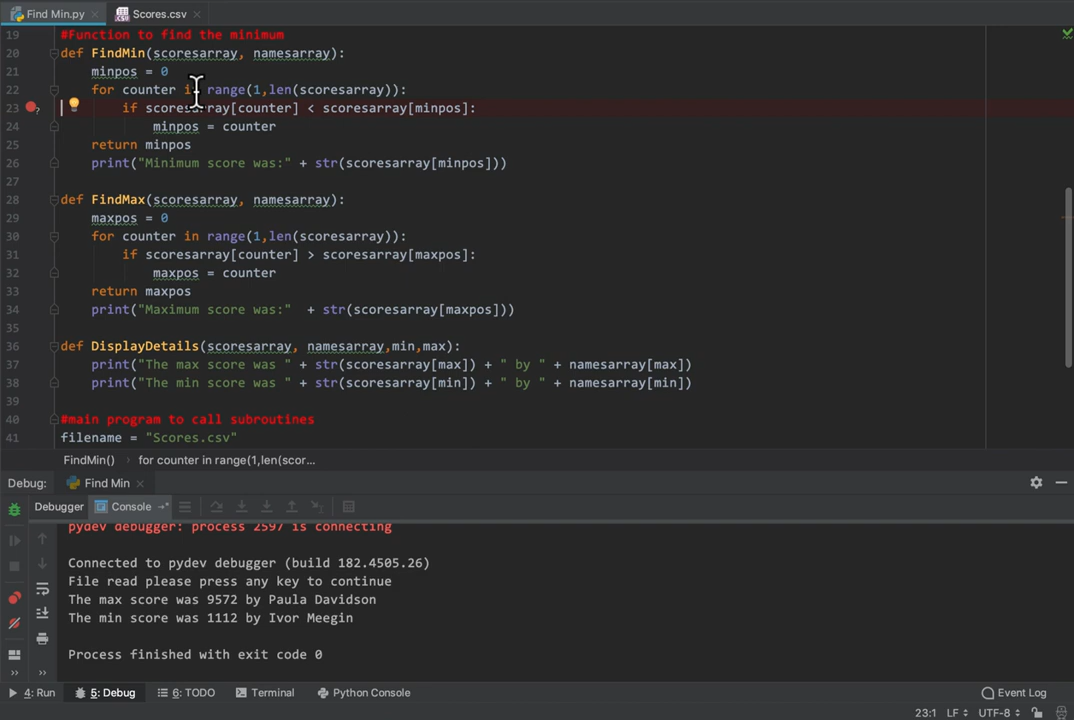 Find Min.py
Scores.csv
19 #Function to find the minimum
20 def FindMin(scoresarray, namesarray):
21 minpos = 0
22 for counter in range(1,len(scoresarray)):
23 if scoresarray[counter] < scoresarray[minpos]:
24 minpos = counter
25 return minpos
26 print("Minimum score was:" + str(scoresarray[minpos]))
27
28 def FindMax(scoresarray, namesarray):
29 maxpos = 0
30 for counter in range(1,len(scoresarray)):
31 if scoresarray[counter] > scoresarray[maxpos]:
32 maxpos = counter
33 return maxpos
34 print("Maximum score was:"  + str(scoresarray[maxpos]))
35
36 def DisplayDetails(scoresarray, namesarray,min,max):
37 print("The max score was " + str(scoresarray[max]) + " by " + namesarray[max])
38 print("The min score was " + str(scoresarray[min]) + " by " + namesarray[min])
39
40 #main program to call subroutines
41 filename = "Scores.csv"
FindMin() › for counter in range(1,len(scor...
Debug: Find Min
Debugger Console
pydev debugger: process 2597 is connecting
Connected to pydev debugger (build 182.4505.26)
File read please press any key to continue
The max score was 9572 by Paula Davidson
The min score was 1112 by Ivor Meegin
Process finished with exit code 0
4: Run 5: Debug 6: TODO Terminal Python Console Event Log
23:1 LF UTF-8